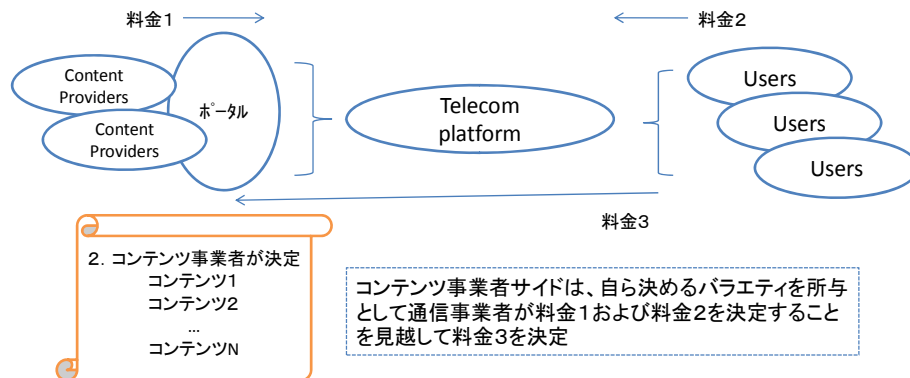 料金1
料金2
Content
Providers
Content
Providers
ﾎﾟｰﾀﾙ
Telecom
platform
Users
Users
Users
料金3
2. コンテンツ事業者が決定
コンテンツ1
コンテンツ2
…
コンテンツN
コンテンツ事業者サイドは、自ら決めるバラエティを所与
として通信事業者が料金1および料金2を決定すること
を見越して料金3を決定